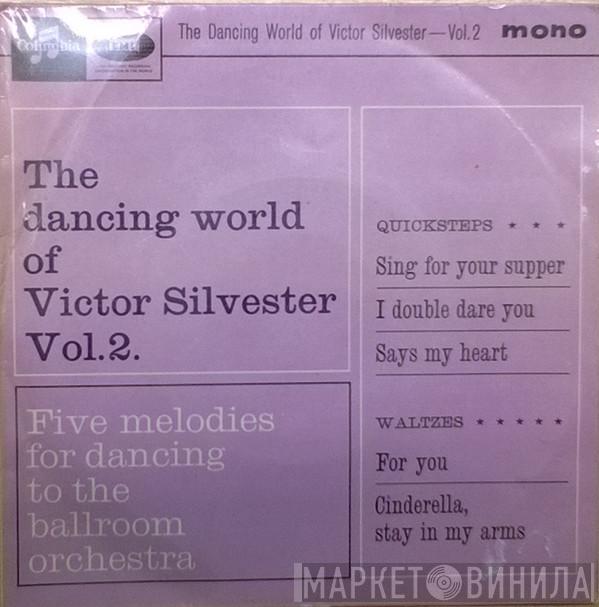 The Dancing World of Victor Silvester—Vol. 2 mono
Columbia
The
dancing world
of
Victor Silvester
Vol.2.
Five melodies
for dancing
to the
ballroom
orchestra
QUICKSTEPS ★ ★ ★
Sing for your supper
I double dare you
Says my heart
WALTZES ★ ★ ★ ★ ★
For you
Cinderella,
stay in my arms
МАРКЕТ ВИНИЛА